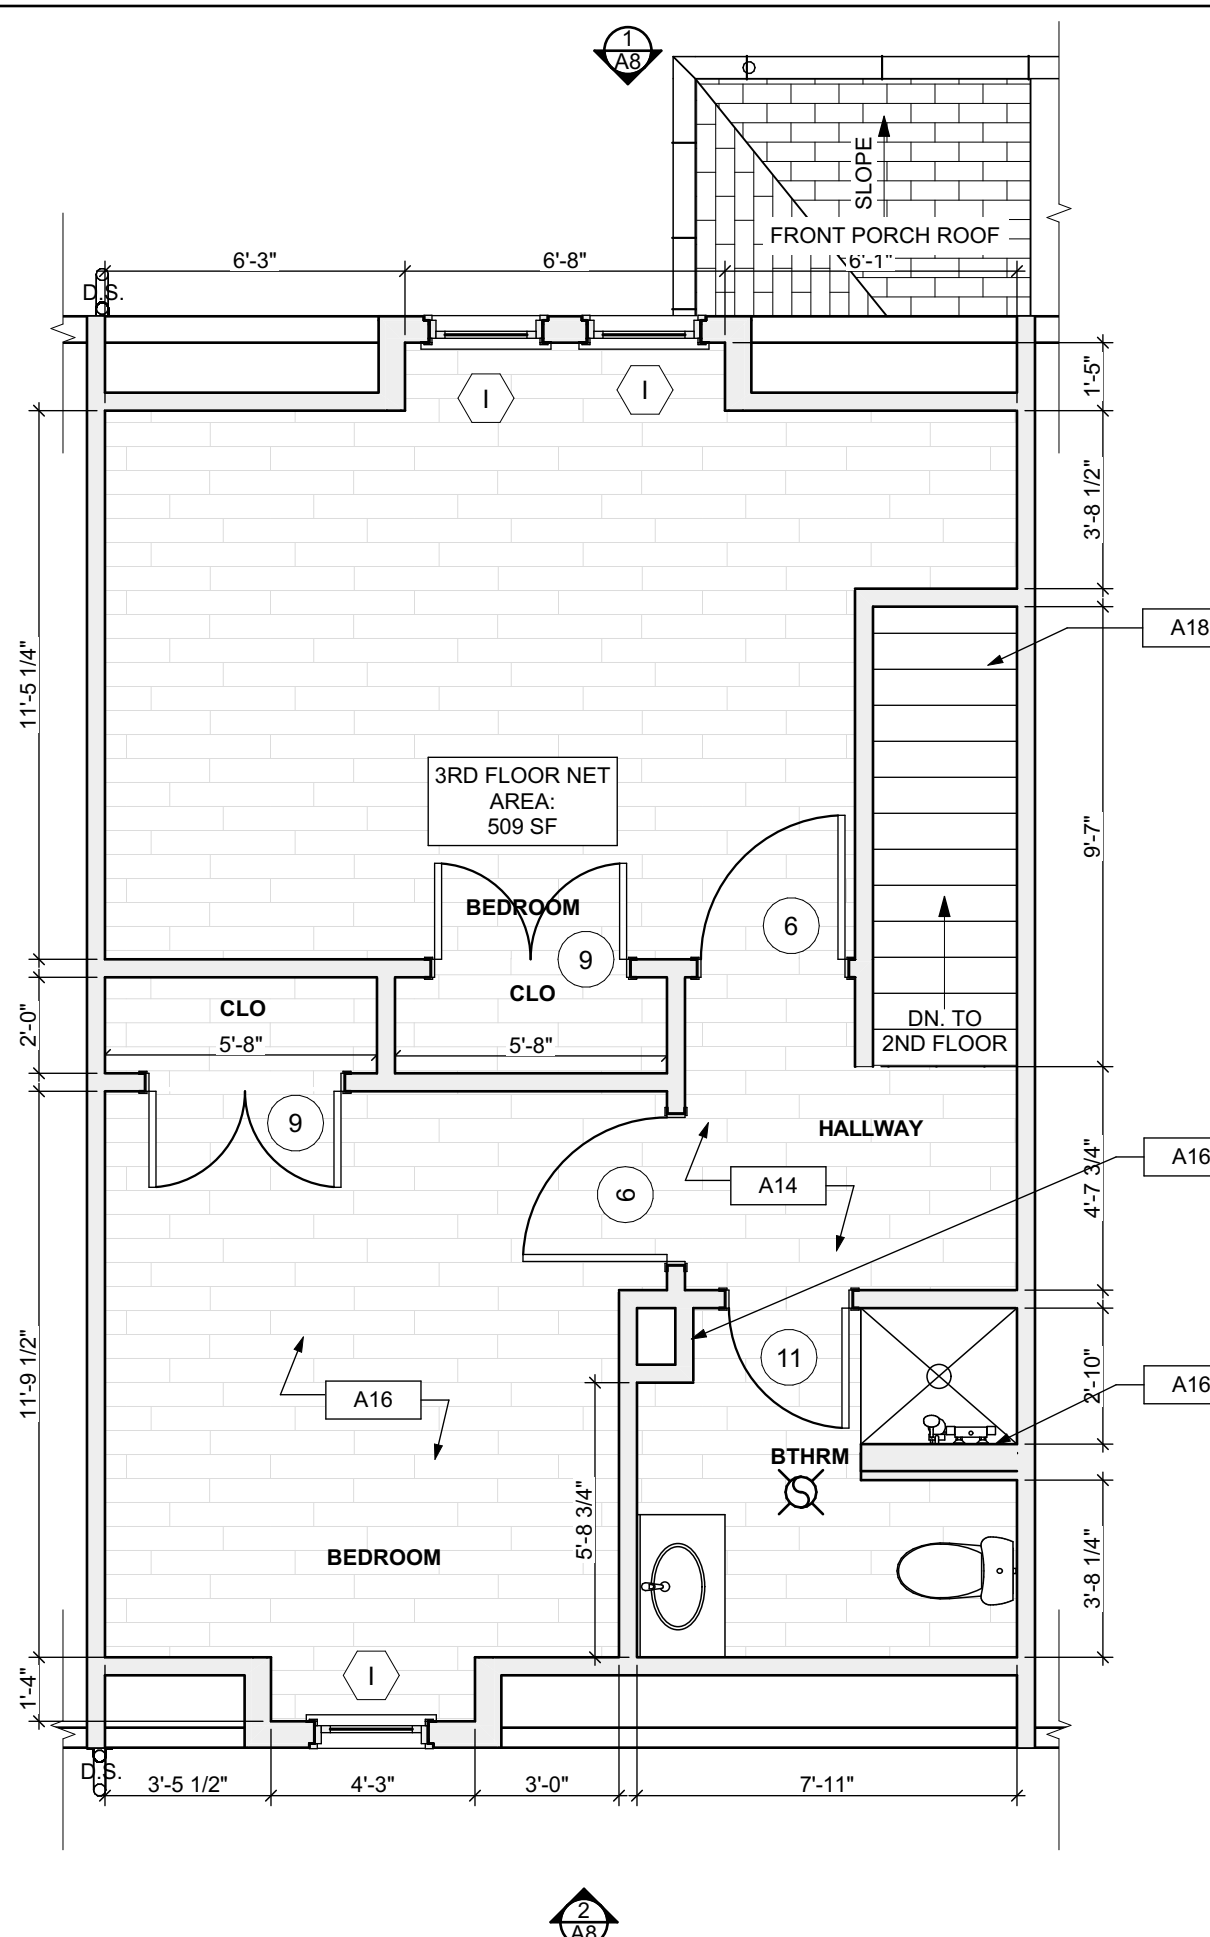 1
A8
SLOPE
FRONT PORCH ROOF
6'-3"
6'-8"
6'-1"
D.S.
I
I
1'-5"
3'-8 1/2"
A18
11'-5 1/4"
3RD FLOOR NET
AREA:
509 SF
9'-7"
BEDROOM
6
9
CLO
CLO
5'-8"
5'-8"
2'-0"
DN. TO
2ND FLOOR
9
HALLWAY
A16
A14
6
4'-7 3/4"
11
11'-9 1/2"
A16
A16
2'-10"
BTHRM
5'-8 3/4"
BEDROOM
3'-8 1/4"
I
1'-4"
D.S.
3'-5 1/2"
4'-3"
3'-0"
7'-11"
2
A8